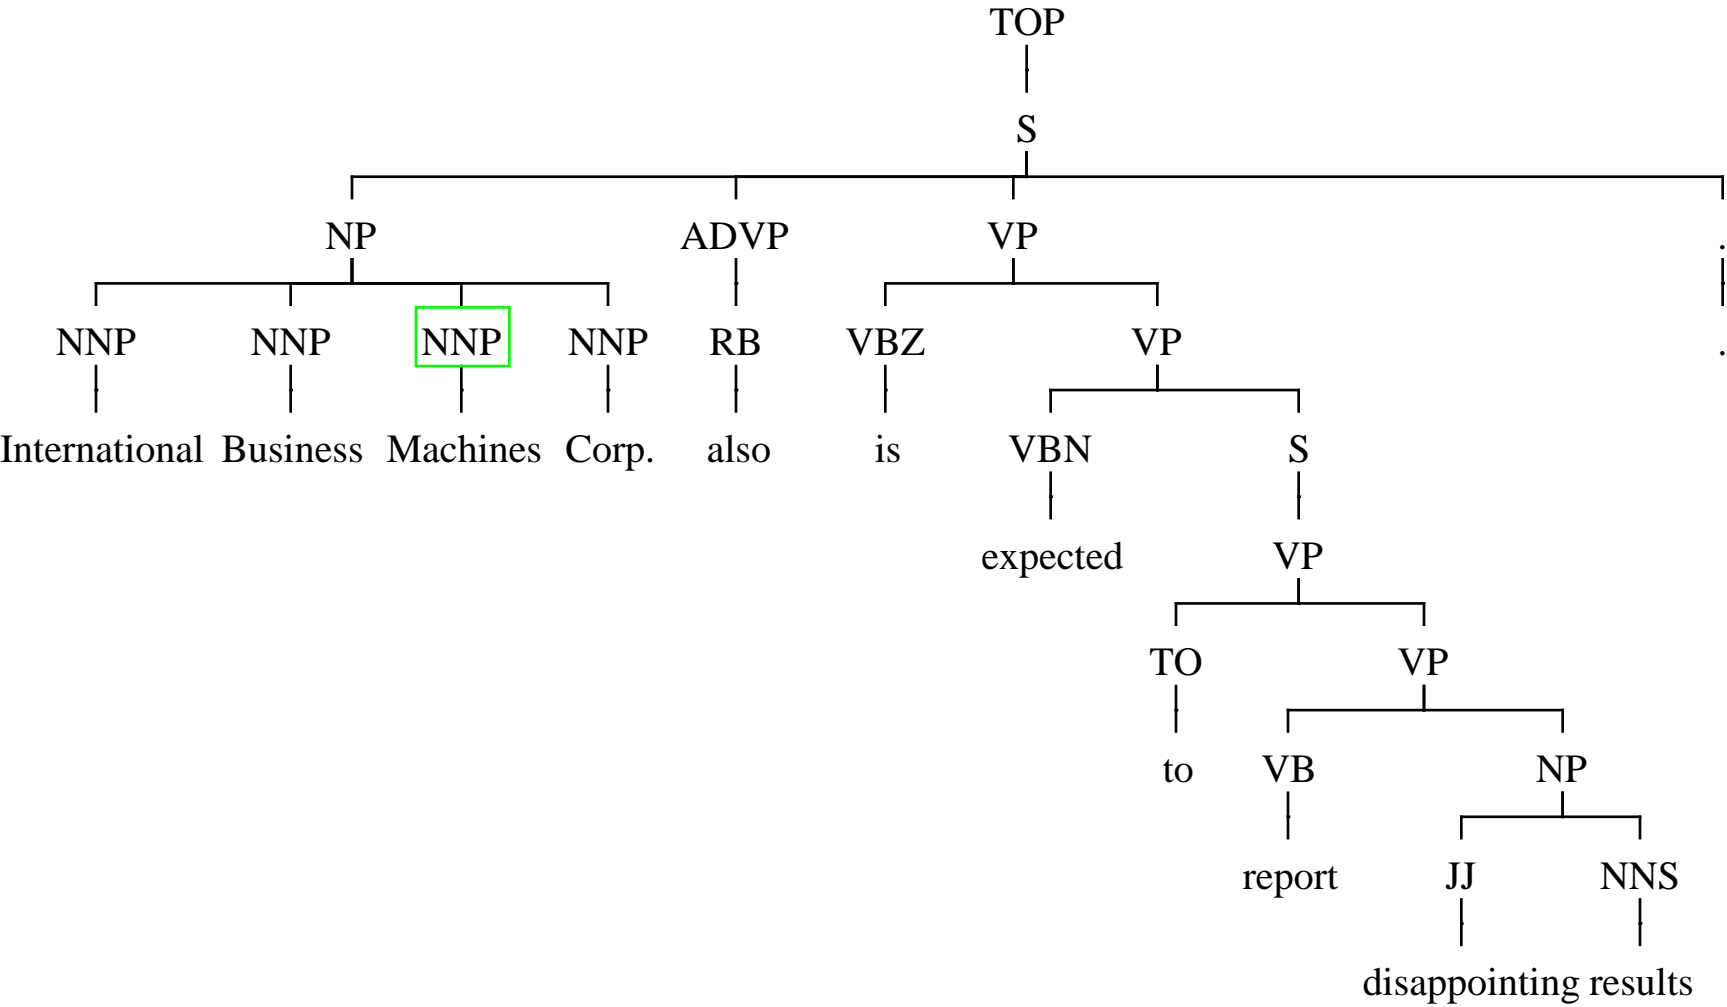 TOP
S
NP ADVP VP .
NNP NNP NNP NNP RB VBZ VP .
International Business Machines Corp. also is VBN S
expected VP
TO VP
to VB NP
report JJ NNS
disappointing results